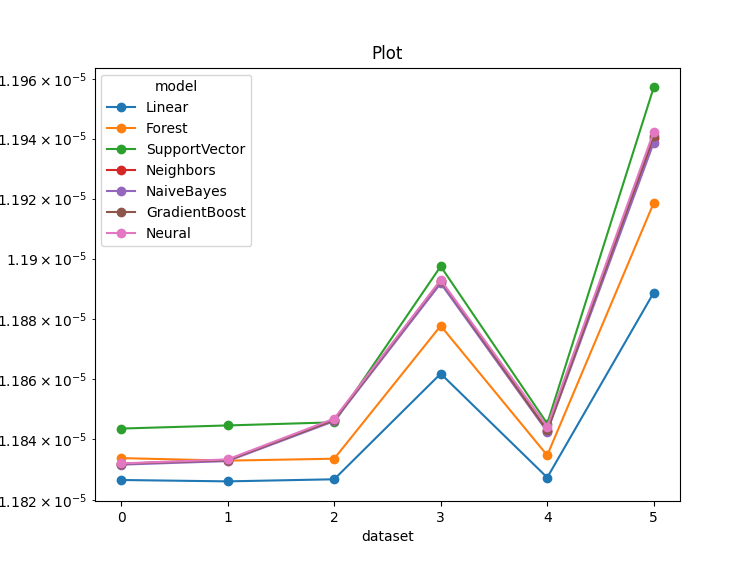 Plot
1.196 × 10⁻⁵
1.194 × 10⁻⁵
1.192 × 10⁻⁵
1.19 × 10⁻⁵
1.188 × 10⁻⁵
1.186 × 10⁻⁵
1.184 × 10⁻⁵
1.182 × 10⁻⁵
model
Linear
Forest
SupportVector
Neighbors
NaiveBayes
GradientBoost
Neural
0 1 2 3 4 5
dataset